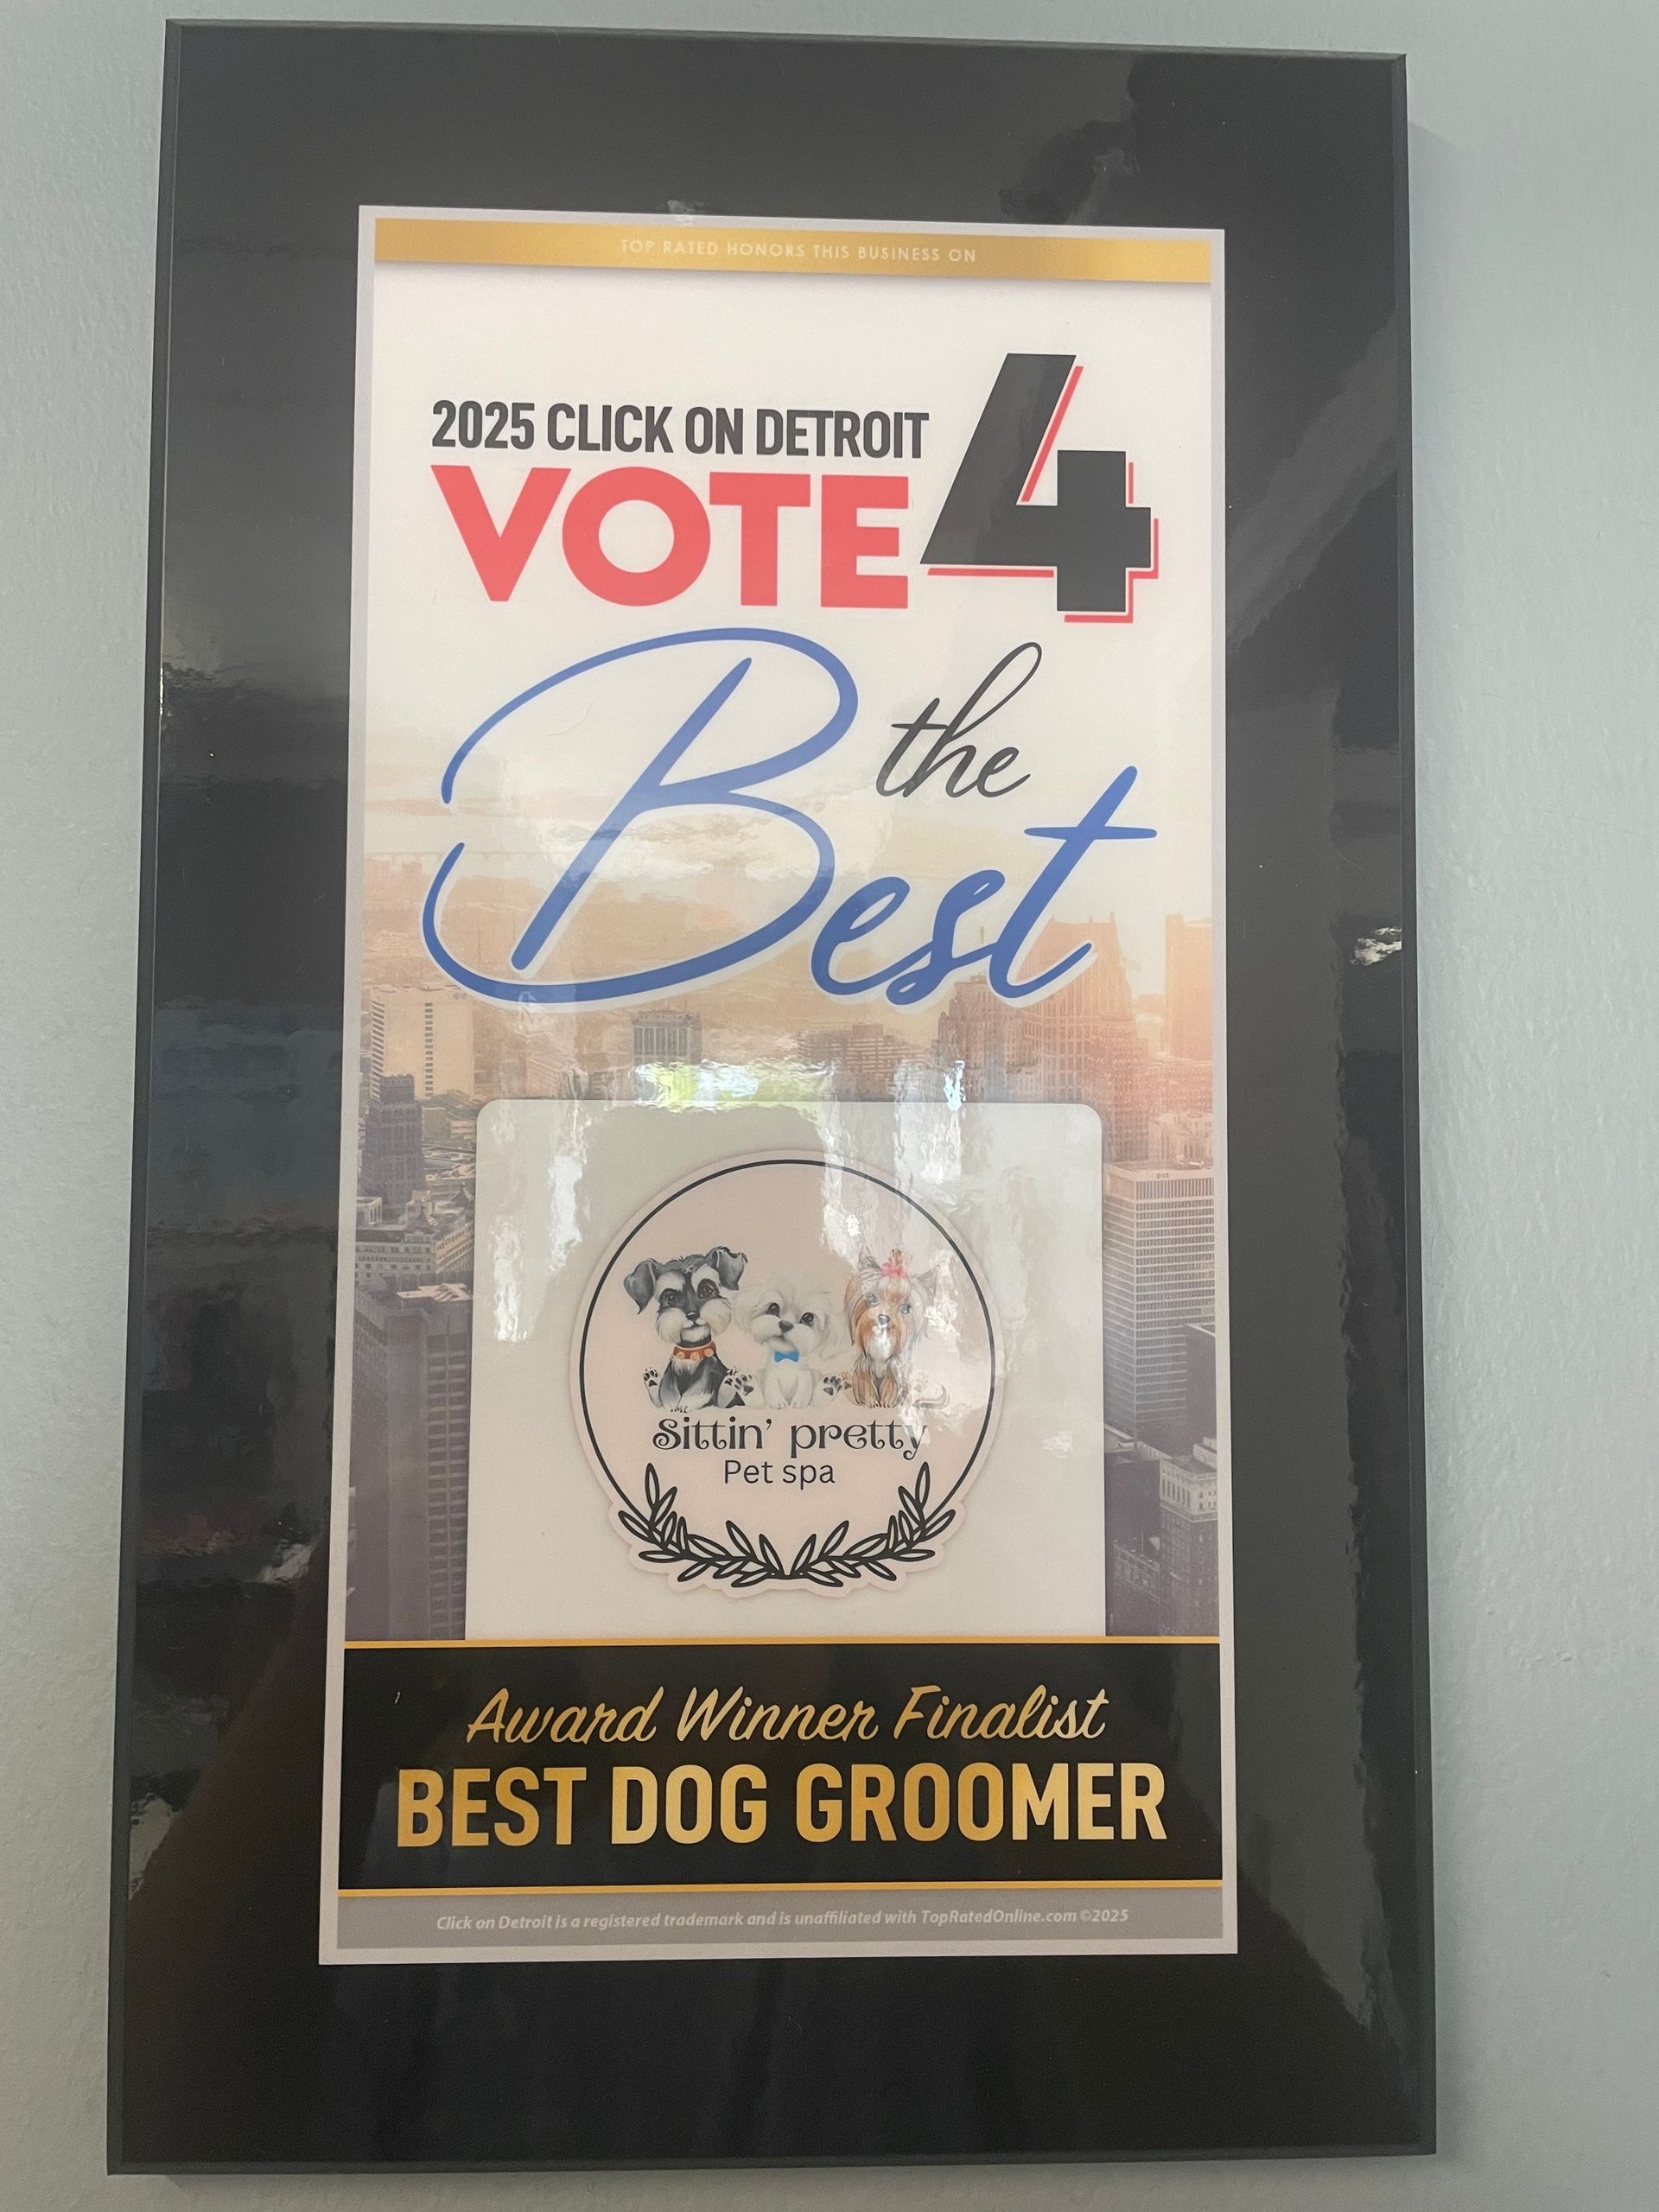 TOP RATED HONORS THIS BUSINESS ON
2025 CLICK ON DETROIT
VOTE 4
the
Best
Sittin' pretty
Pet spa
Award Winner Finalist
BEST DOG GROOMER
Click on Detroit is a registered trademark and is unaffiliated with TopRatedOnline.com ©2025